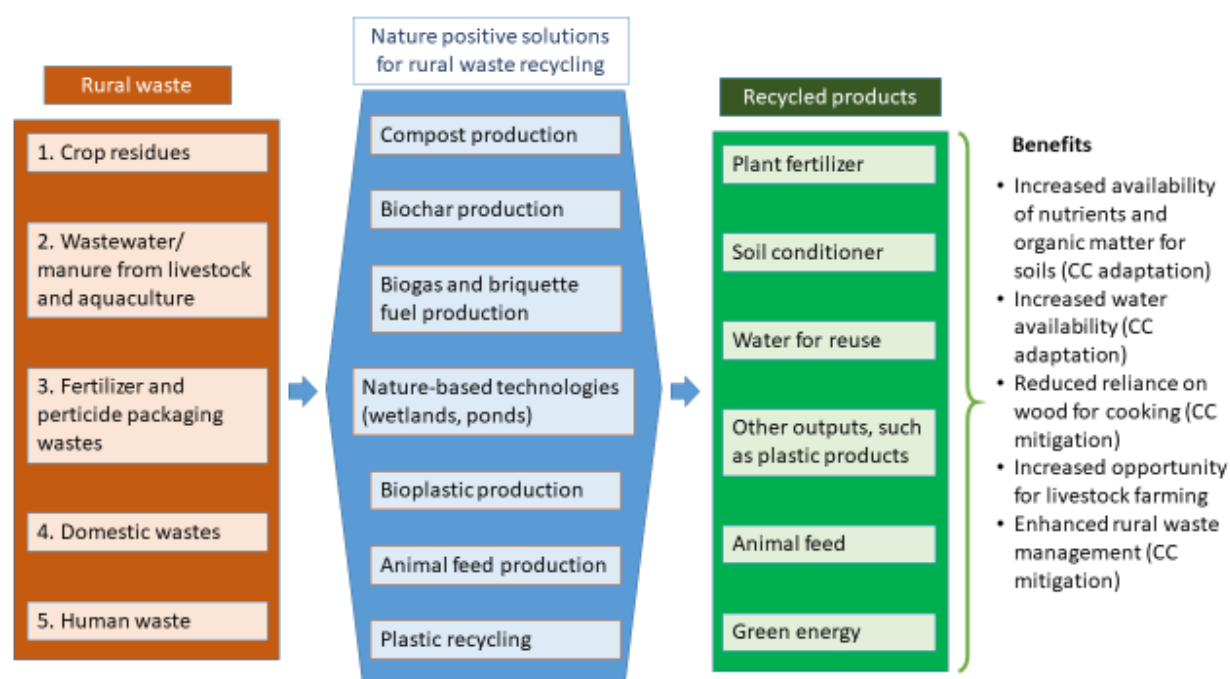 Nature positive solutions
for rural waste recycling
Rural waste
1. Crop residues
2. Wastewater/
manure from livestock
and aquaculture
3. Fertilizer and
perticide packaging
wastes
4. Domestic wastes
5. Human waste
Compost production
Biochar production
Biogas and briquette
fuel production
Nature-based technologies
(wetlands, ponds)
Bioplastic production
Animal feed production
Plastic recycling
Recycled products
Plant fertilizer
Soil conditioner
Water for reuse
Other outputs, such
as plastic products
Animal feed
Green energy
Benefits
• Increased availability
of nutrients and
organic matter for
soils (CC adaptation)
• Increased water
availability (CC
adaptation)
• Reduced reliance on
wood for cooking (CC
mitigation)
• Increased opportunity
for livestock farming
• Enhanced rural waste
management (CC
mitigation)